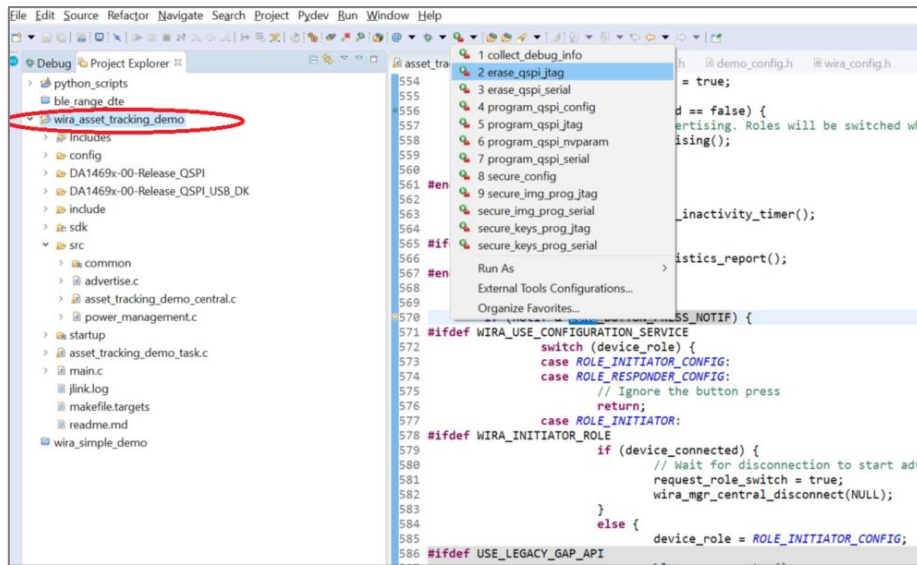 File Edit Source Refactor Navigate Search Project Pydev Run Window Help
Debug Project Explorer
python_scripts
ble_range_dte
wira_asset_tracking_demo
Includes
config
DA1469x-00-Release_QSPI
DA1469x-00-Release_QSPI_USB_DK
include
sdk
src
common
advertise.c
asset_tracking_demo_central.c
power_management.c
startup
asset_tracking_demo_task.c
main.c
jlink.log
makefile.targets
readme.md
wira_simple_demo
1 collect_debug_info
2 erase_qspi_jtag
3 erase_qspi_serial
4 program_qspi_config
5 program_qspi_jtag
6 program_qspi_nvparam
7 program_qspi_serial
8 secure_config
9 secure_img_prog_jtag
secure_img_prog_serial
secure_keys_prog_jtag
secure_keys_prog_serial
Run As
External Tools Configurations...
Organize Favorites...
asset_tra .h demo_config.h wira_config.h
554 = true;
555
556 d == false) {
557 ertising. Roles will be switched wh
558 ising();
559
560
561 #en
562
563 _inactivity_timer();
564
565 #if
566 istics_report();
567 #en
568
569
570 _BUTTON_PRESS_NOTIF) {
571 #ifdef WIRA_USE_CONFIGURATION_SERVICE
572 switch (device_role) {
573 case ROLE_INITIATOR_CONFIG:
574 case ROLE_RESPONDER_CONFIG:
575 // Ignore the button press
576 return;
577 case ROLE_INITIATOR:
578 #ifdef WIRA_INITIATOR_ROLE
579 if (device_connected) {
580 // Wait for disconnection to start adv
581 request_role_switch = true;
582 wira_mgr_central_disconnect(NULL);
583 }
584 else {
585 device_role = ROLE_INITIATOR_CONFIG;
586 #ifdef USE_LEGACY_GAP_API